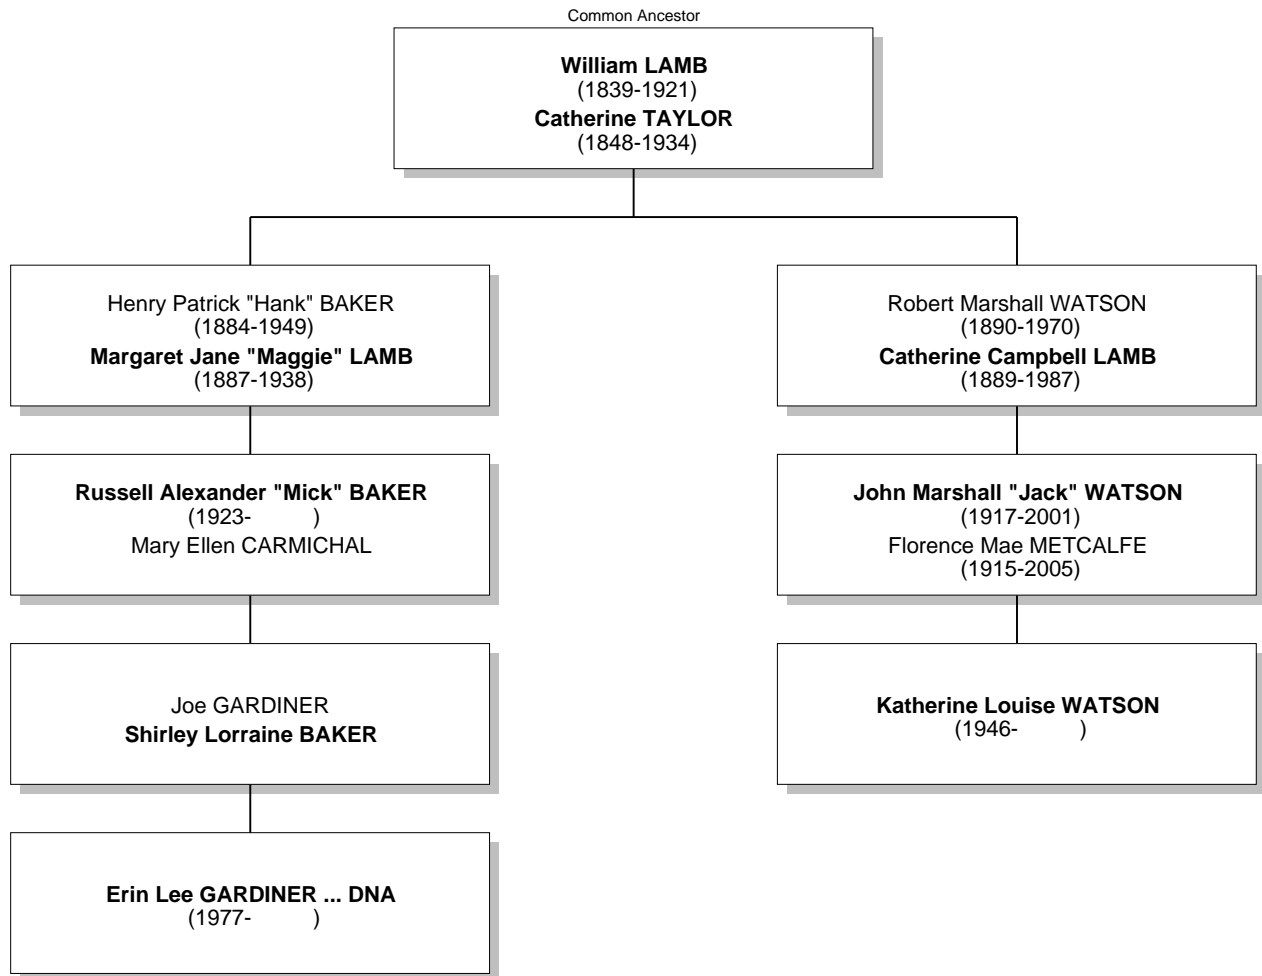 Common Ancestor
William LAMB
(1839-1921)
Catherine TAYLOR
(1848-1934)
Henry Patrick "Hank" BAKER
(1884-1949)
Margaret Jane "Maggie" LAMB
(1887-1938)
Robert Marshall WATSON
(1890-1970)
Catherine Campbell LAMB
(1889-1987)
Russell Alexander "Mick" BAKER
(1923- )
Mary Ellen CARMICHAL
John Marshall "Jack" WATSON
(1917-2001)
Florence Mae METCALFE
(1915-2005)
Joe GARDINER
Shirley Lorraine BAKER
Katherine Louise WATSON
(1946- )
Erin Lee GARDINER ... DNA
(1977- )